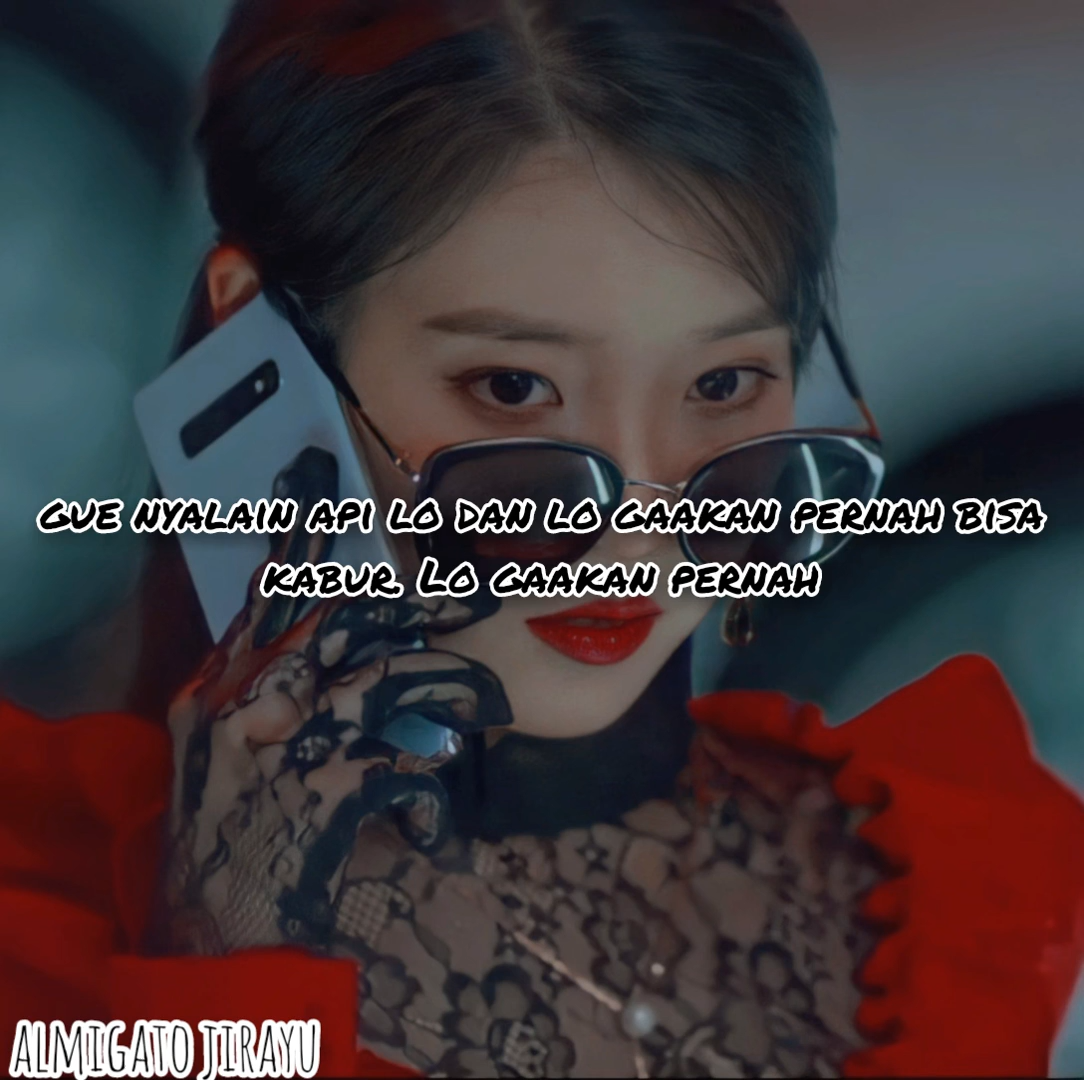 GUE NYALAIN API LO DAN LO GAAKAN PERNAH BISA
KABUR. LO GAAKAN PERNAH
ALMIGATO JIRAYU